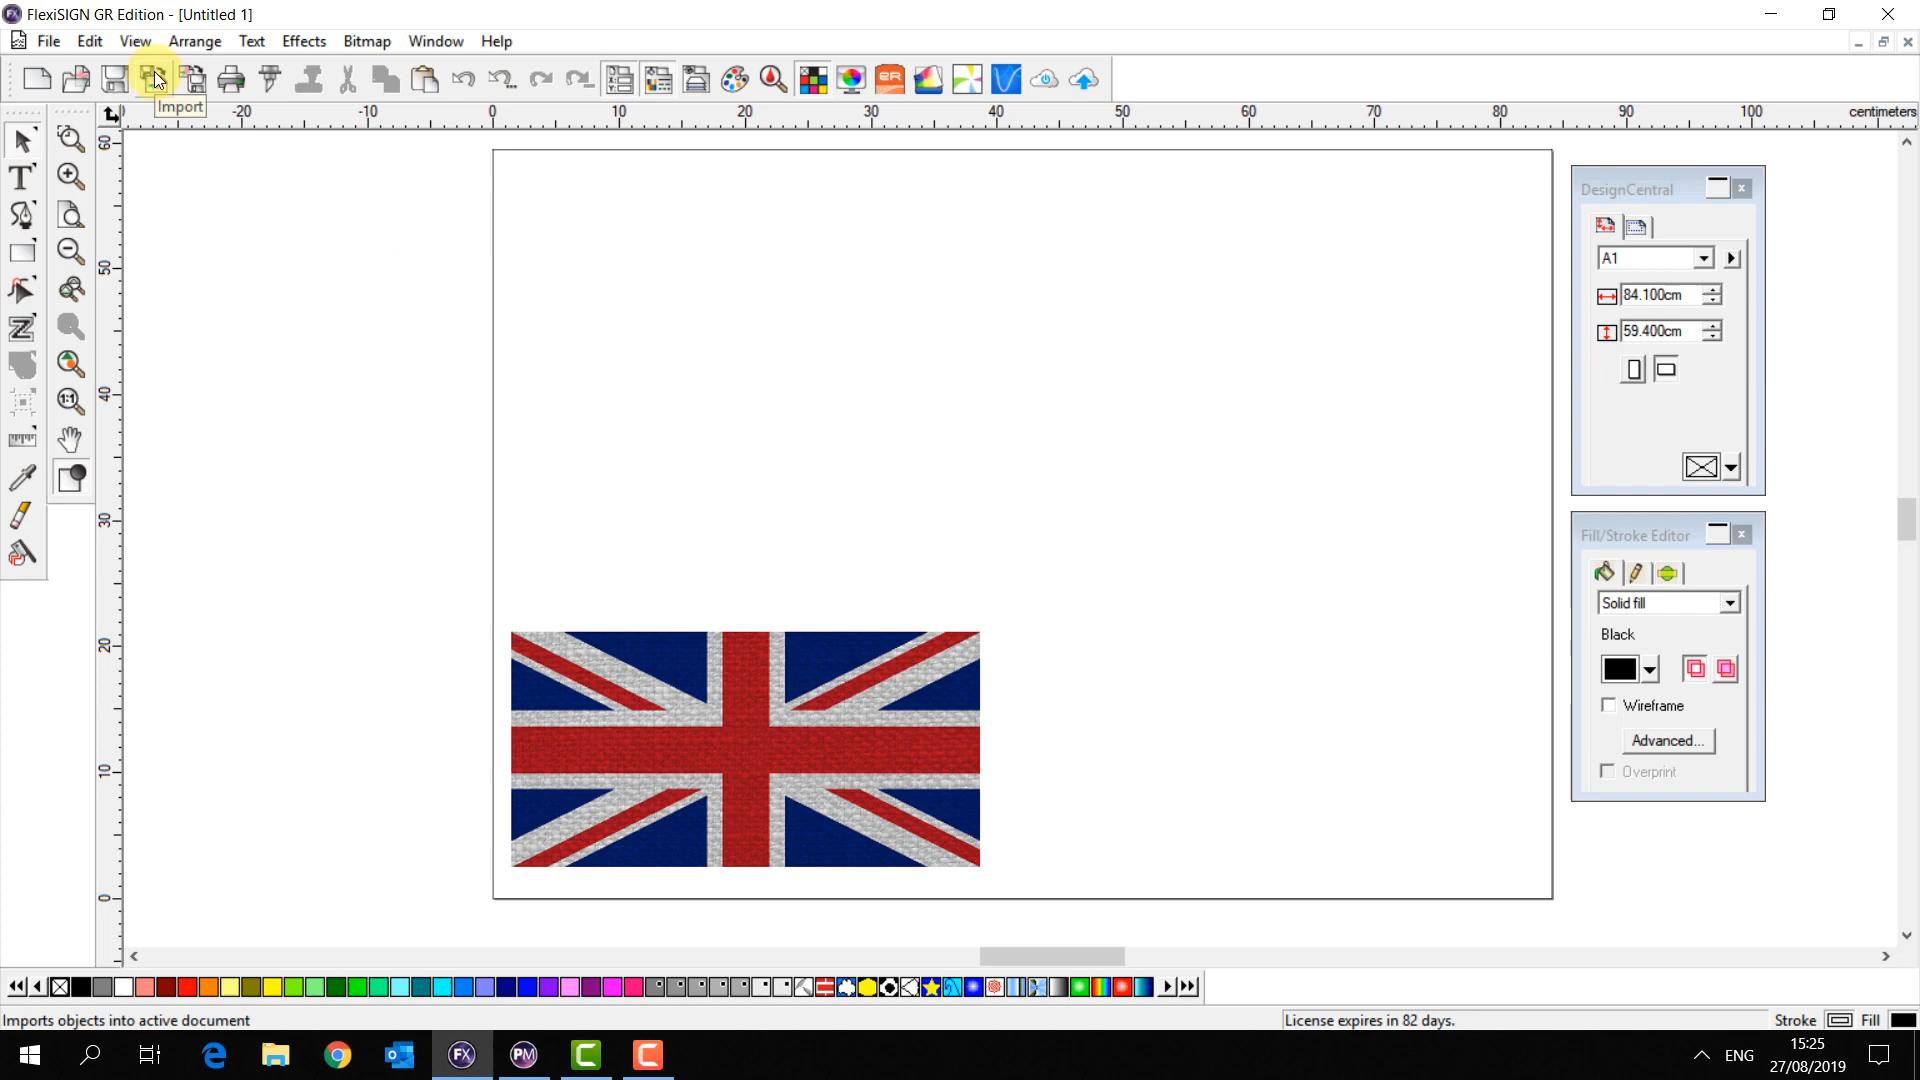 FlexiSIGN GR Edition - [Untitled 1]
File Edit View Arrange Text Effects Bitmap Window Help
Import
-20 -10 0 10 20 30 40 50 60 70 80 90 100 centimeters
60
50
40
30
20
10
0
DesignCentral
A1
84.100cm
59.400cm
Fill/Stroke Editor
Solid fill
Black
Wireframe
Advanced...
Overprint
Imports objects into active document
License expires in 82 days.
Stroke Fill
FX
PM
ENG
15:25
27/08/2019